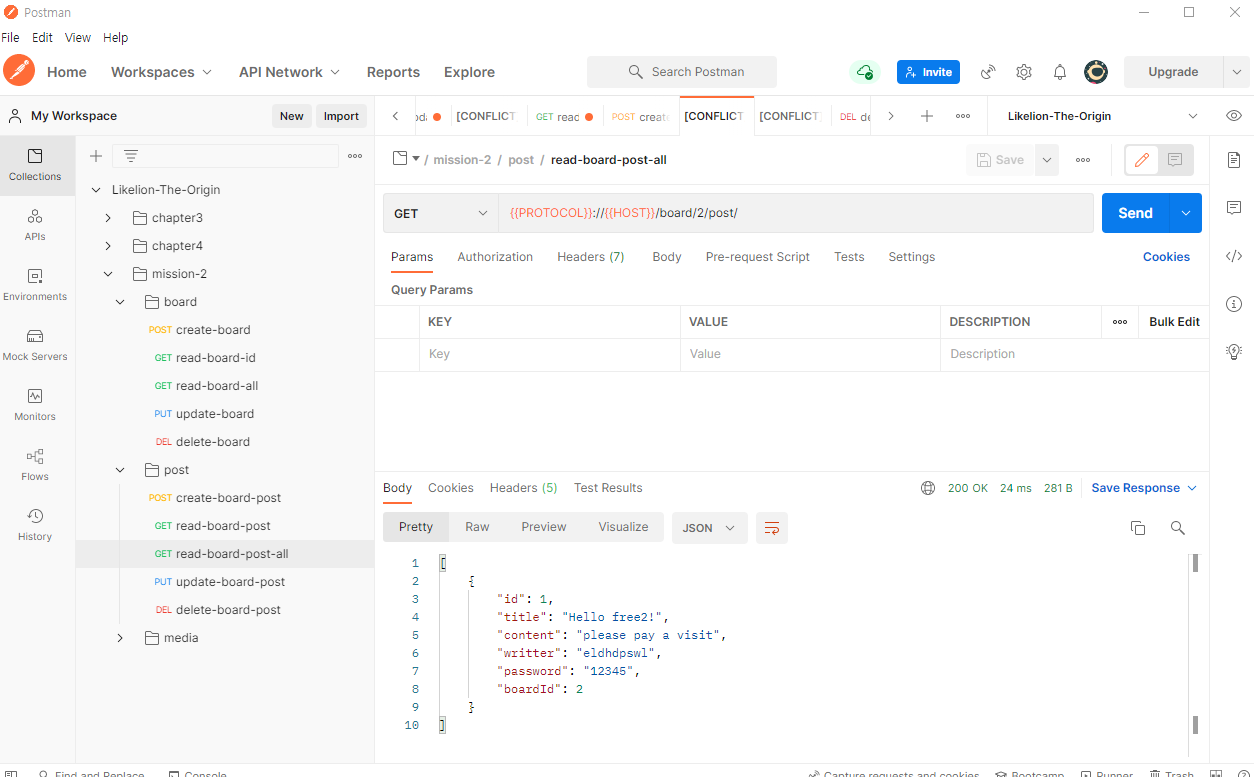 Postman
File Edit View Help
Home Workspaces API Network Reports Explore Search Postman Invite Upgrade
My Workspace New Import [CONFLICT GET read POST create [CONFLICT [CONFLICT DEL de Likelion-The-Origin
Collections
APIs
Environments
Mock Servers
Monitors
Flows
History
Likelion-The-Origin
chapter3
chapter4
mission-2
board
POST create-board
GET read-board-id
GET read-board-all
PUT update-board
DEL delete-board
post
POST create-board-post
GET read-board-post
GET read-board-post-all
PUT update-board-post
DEL delete-board-post
media
/ mission-2 / post / read-board-post-all Save
GET {{PROTOCOL}}://{{HOST}}/board/2/post/ Send
Params Authorization Headers (7) Body Pre-request Script Tests Settings Cookies
Query Params
KEY VALUE DESCRIPTION Bulk Edit
Key Value Description
Body Cookies Headers (5) Test Results 200 OK 24 ms 281 B Save Response
Pretty Raw Preview Visualize JSON
1 [
2 {
3 "id": 1,
4 "title": "Hello free2!",
5 "content": "please pay a visit",
6 "writter": "eldhdpswl",
7 "password": "12345",
8 "boardId": 2
9 }
10 ]
Find and Replace Console Capture requests and cookies Bootcamp Runner Trash